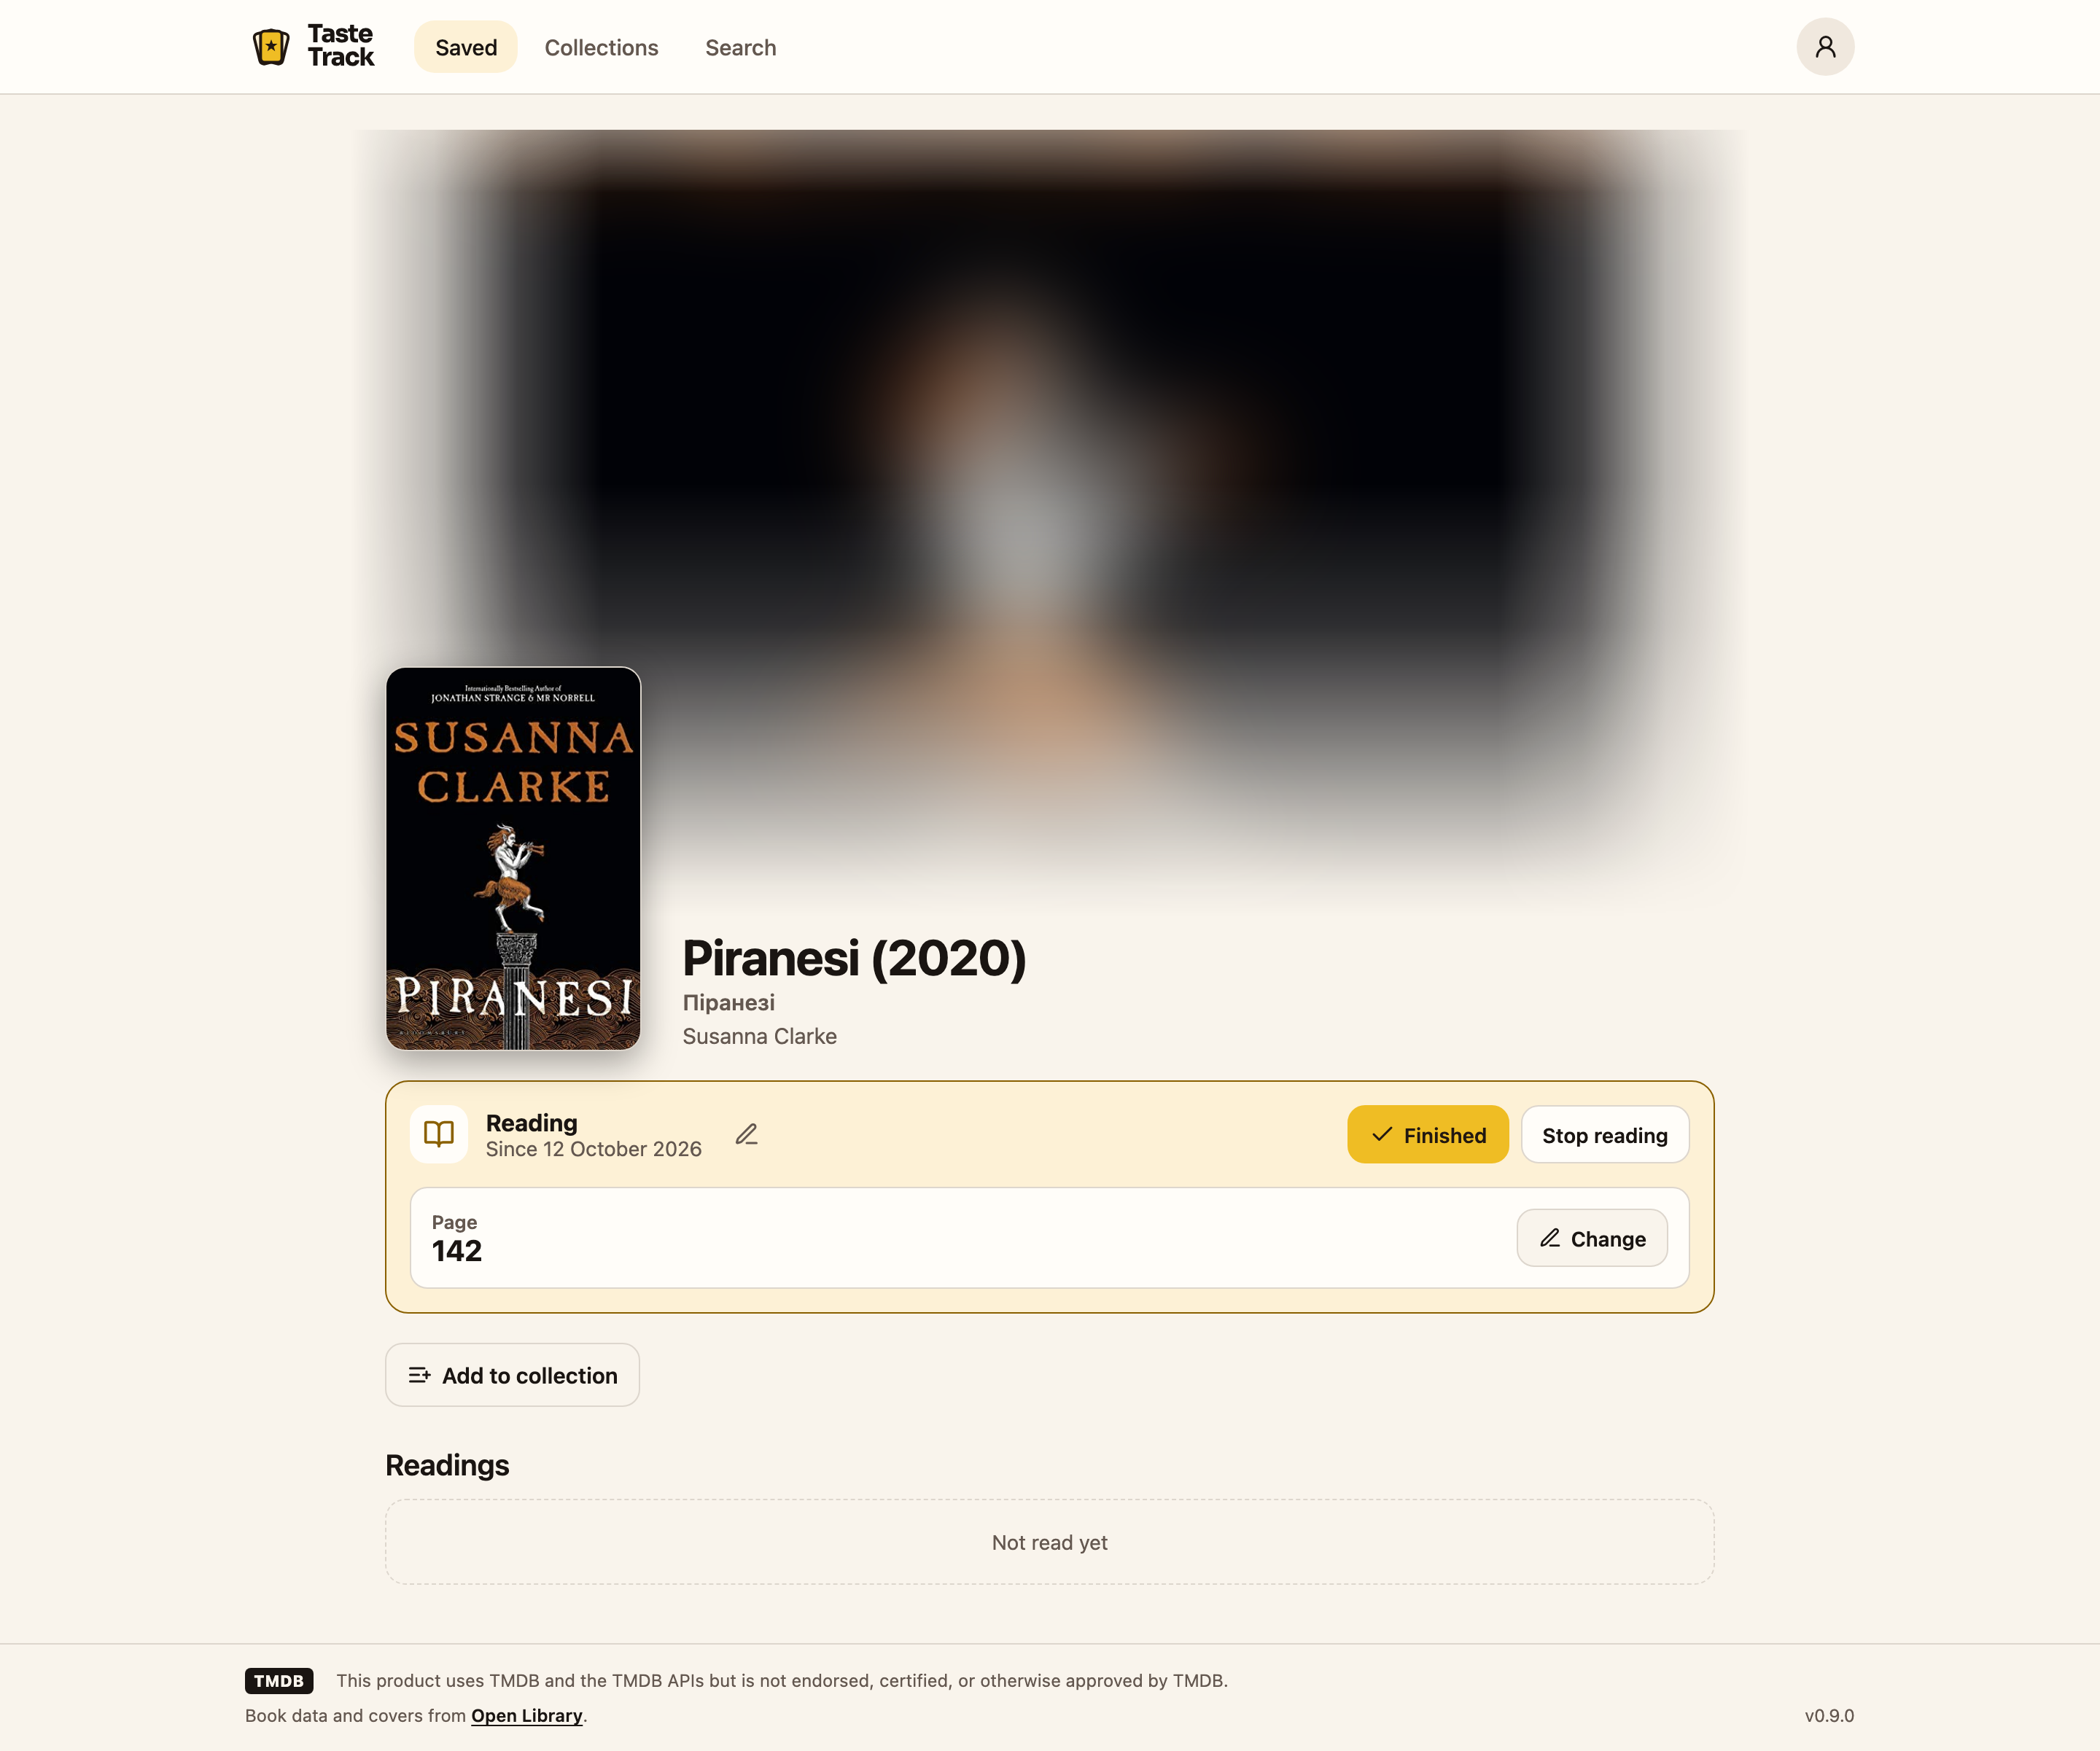 Taste
Track
Saved
Collections
Search
Internationally Bestselling Author of
JONATHAN STRANGE & MR NORRELL
SUSANNA
CLARKE
PIRANESI
Piranesi (2020)
Піранезі
Susanna Clarke
Reading
Since 12 October 2026
Finished
Stop reading
Page
142
Change
Add to collection
Readings
Not read yet
TMDB
This product uses TMDB and the TMDB APIs but is not endorsed, certified, or otherwise approved by TMDB.
Book data and covers from Open Library.
v0.9.0